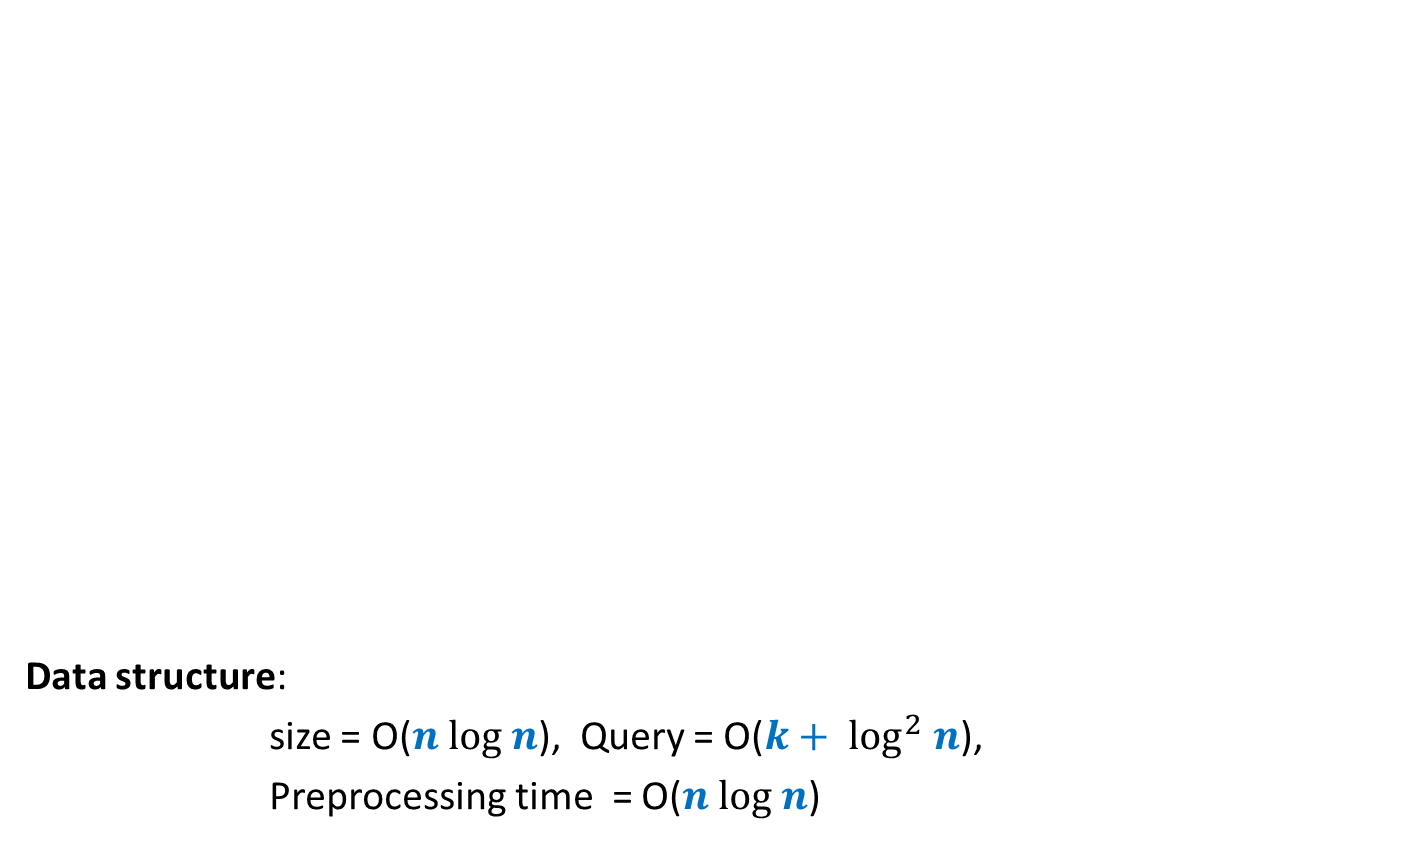 Data structure:
size = O(n log n), Query = O(k + log² n),
Preprocessing time = O(n log n)